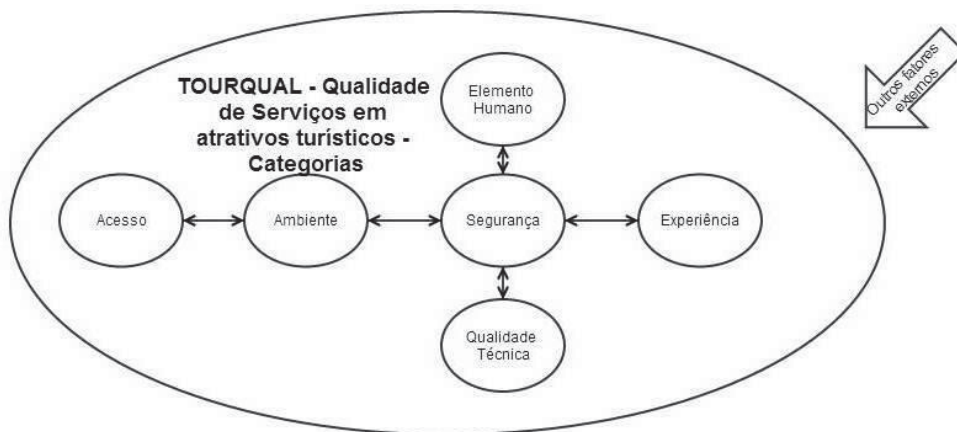 TOURQUAL - Qualidade
de Serviços em
atrativos turísticos -
Categorias
Elemento
Humano
Outros fatores
externos
Acesso
Ambiente
Segurança
Experiência
Qualidade
Técnica